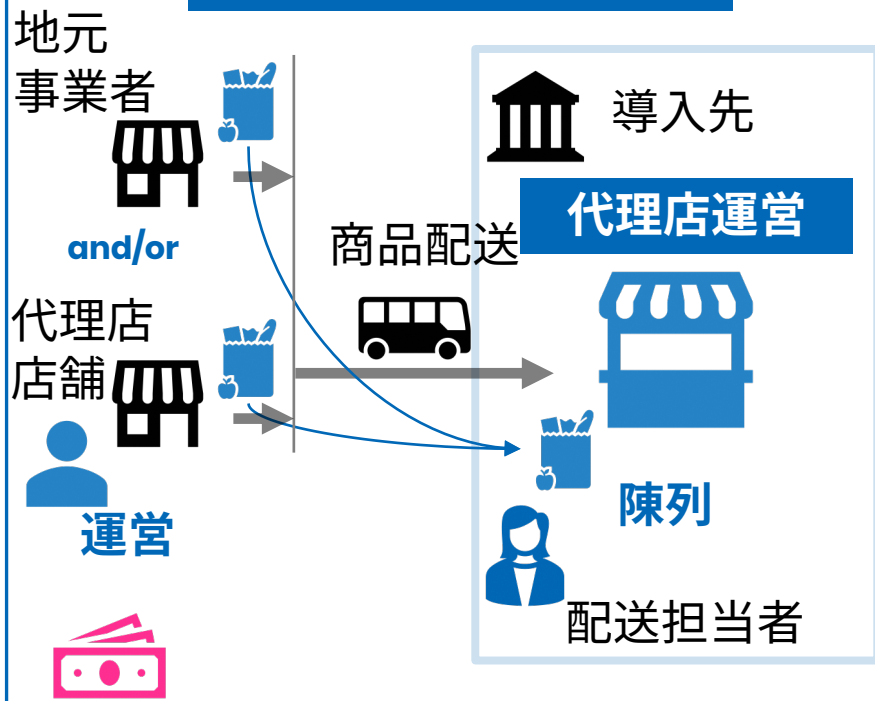 地元
事業者
and/or
代理店
店舗
運営
商品配送
導入先
代理店運営
陳列
配送担当者